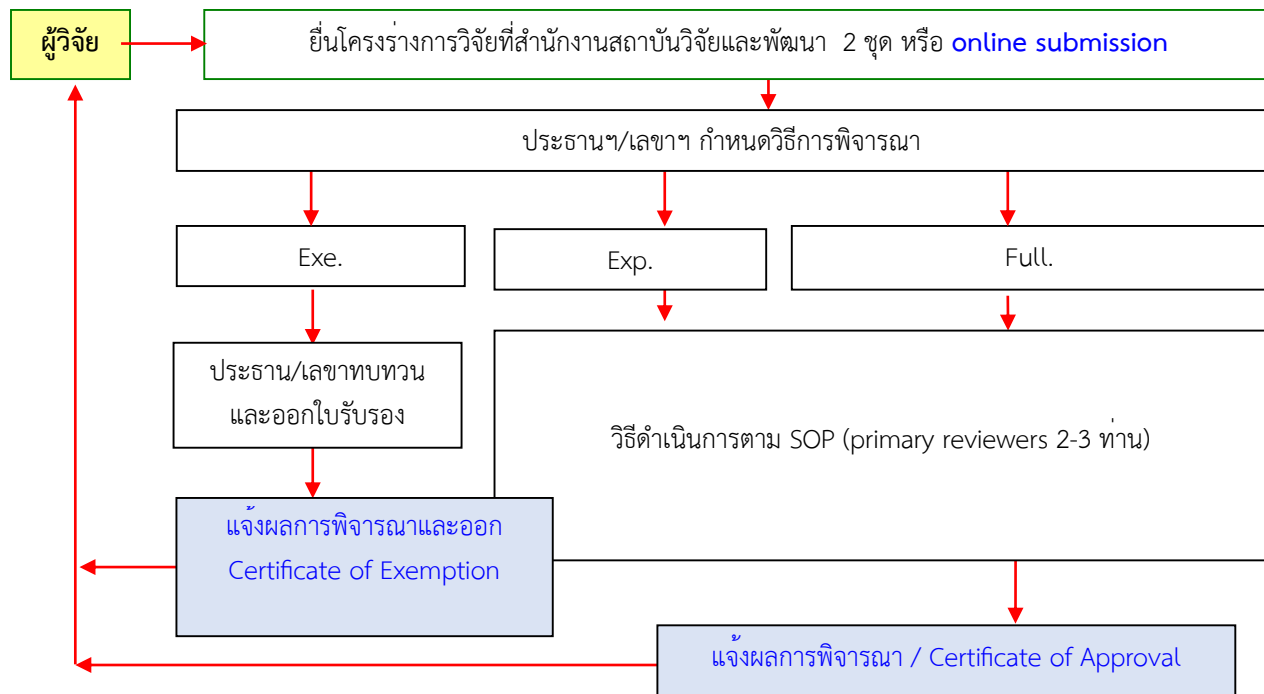 ผู้วิจัย
ยื่นโครงร่างการวิจัยที่สำนักงานสถาบันวิจัยและพัฒนา 2 ชุด หรือ online submission
ประธานฯ/เลขาฯ กำหนดวิธีการพิจารณา
Exe.
Exp.
Full.
ประธาน/เลขาทบทวน
และออกใบรับรอง
วิธีดำเนินการตาม SOP (primary reviewers 2-3 ท่าน)
แจ้งผลการพิจารณาและออก
Certificate of Exemption
แจ้งผลการพิจารณา / Certificate of Approval